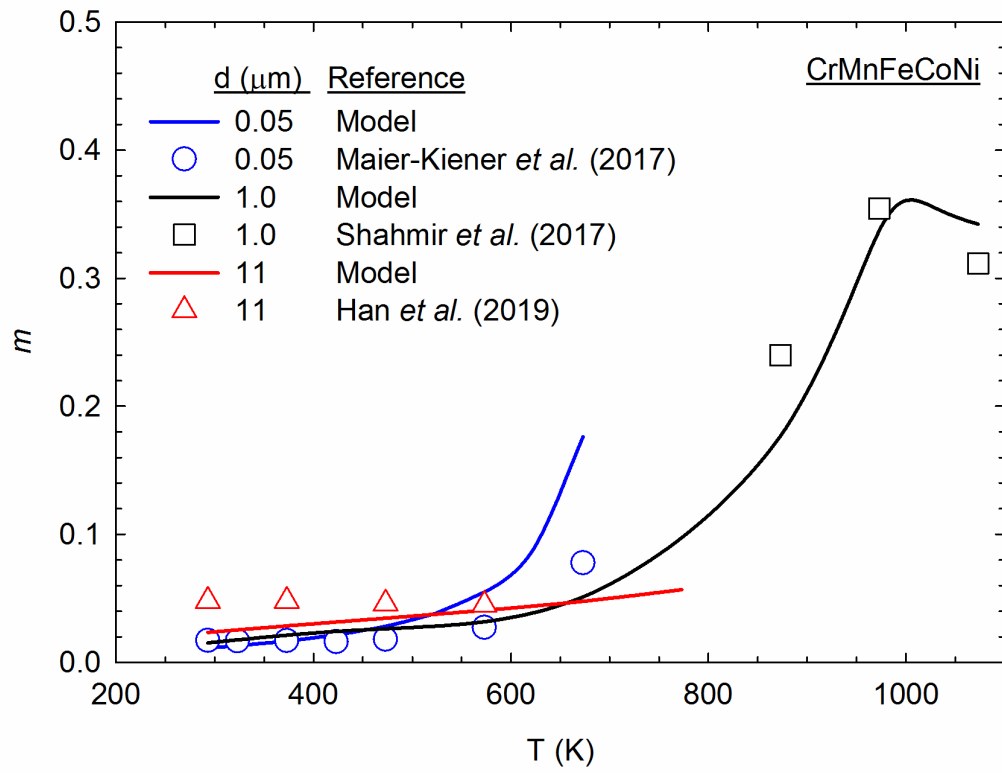 0.5
CrMnFeCoNi
d (μm) Reference
0.05 Model
0.4
0.05 Maier-Kiener et al. (2017)
1.0 Model
1.0 Shahmir et al. (2017)
0.3
11 Model
11 Han et al. (2019)
m
0.2
0.1
0.0
200 400 600 800 1000
T (K)